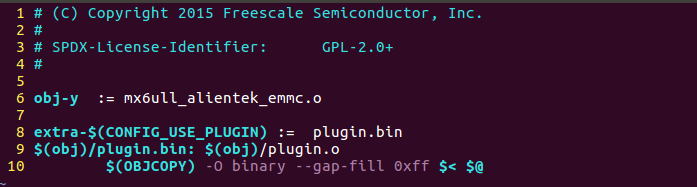 1 # (C) Copyright 2015 Freescale Semiconductor, Inc.
2 #
3 # SPDX-License-Identifier:      GPL-2.0+
4 #
5
6 obj-y  := mx6ull_alientek_emmc.o
7
8 extra-$(CONFIG_USE_PLUGIN) :=  plugin.bin
9 $(obj)/plugin.bin: $(obj)/plugin.o
10         $(OBJCOPY) -O binary --gap-fill 0xff $< $@
~